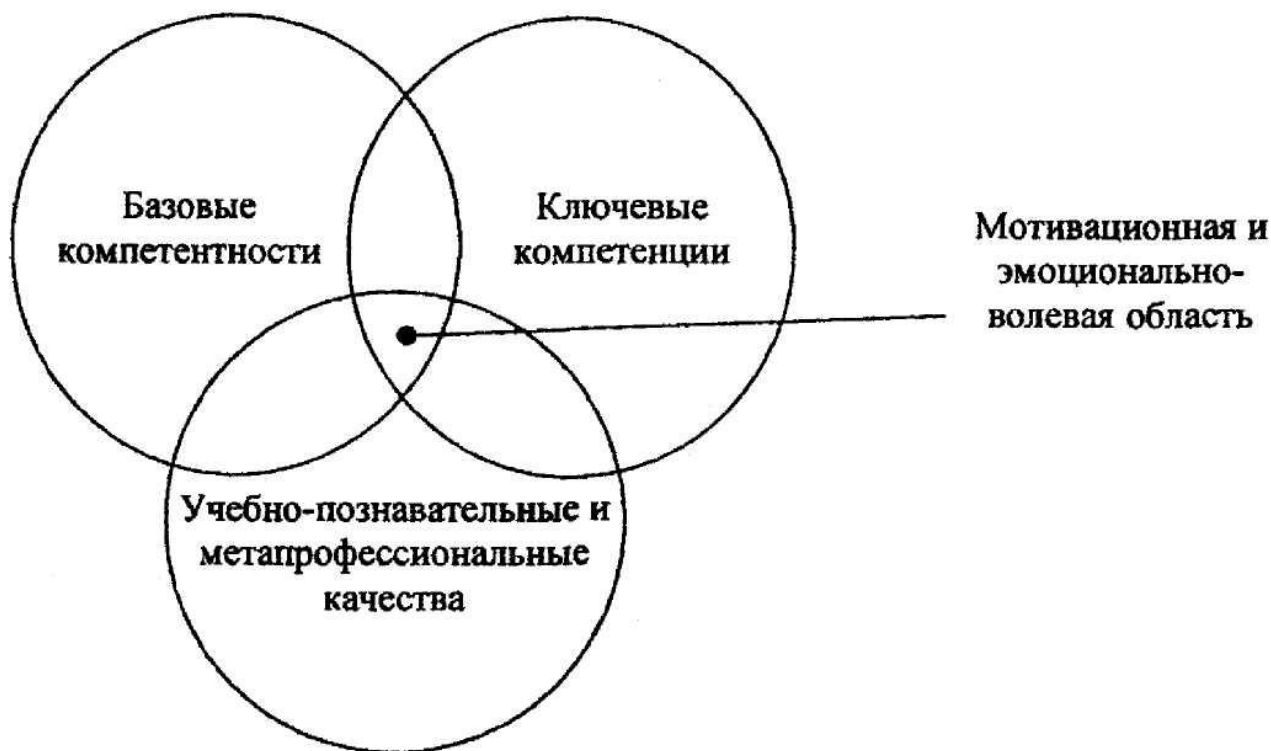 Базовые
компетентности
Ключевые
компетенции
Мотивационная и
эмоционально-
волевая область
Учебно-познавательные и
метапрофессиональные
качества